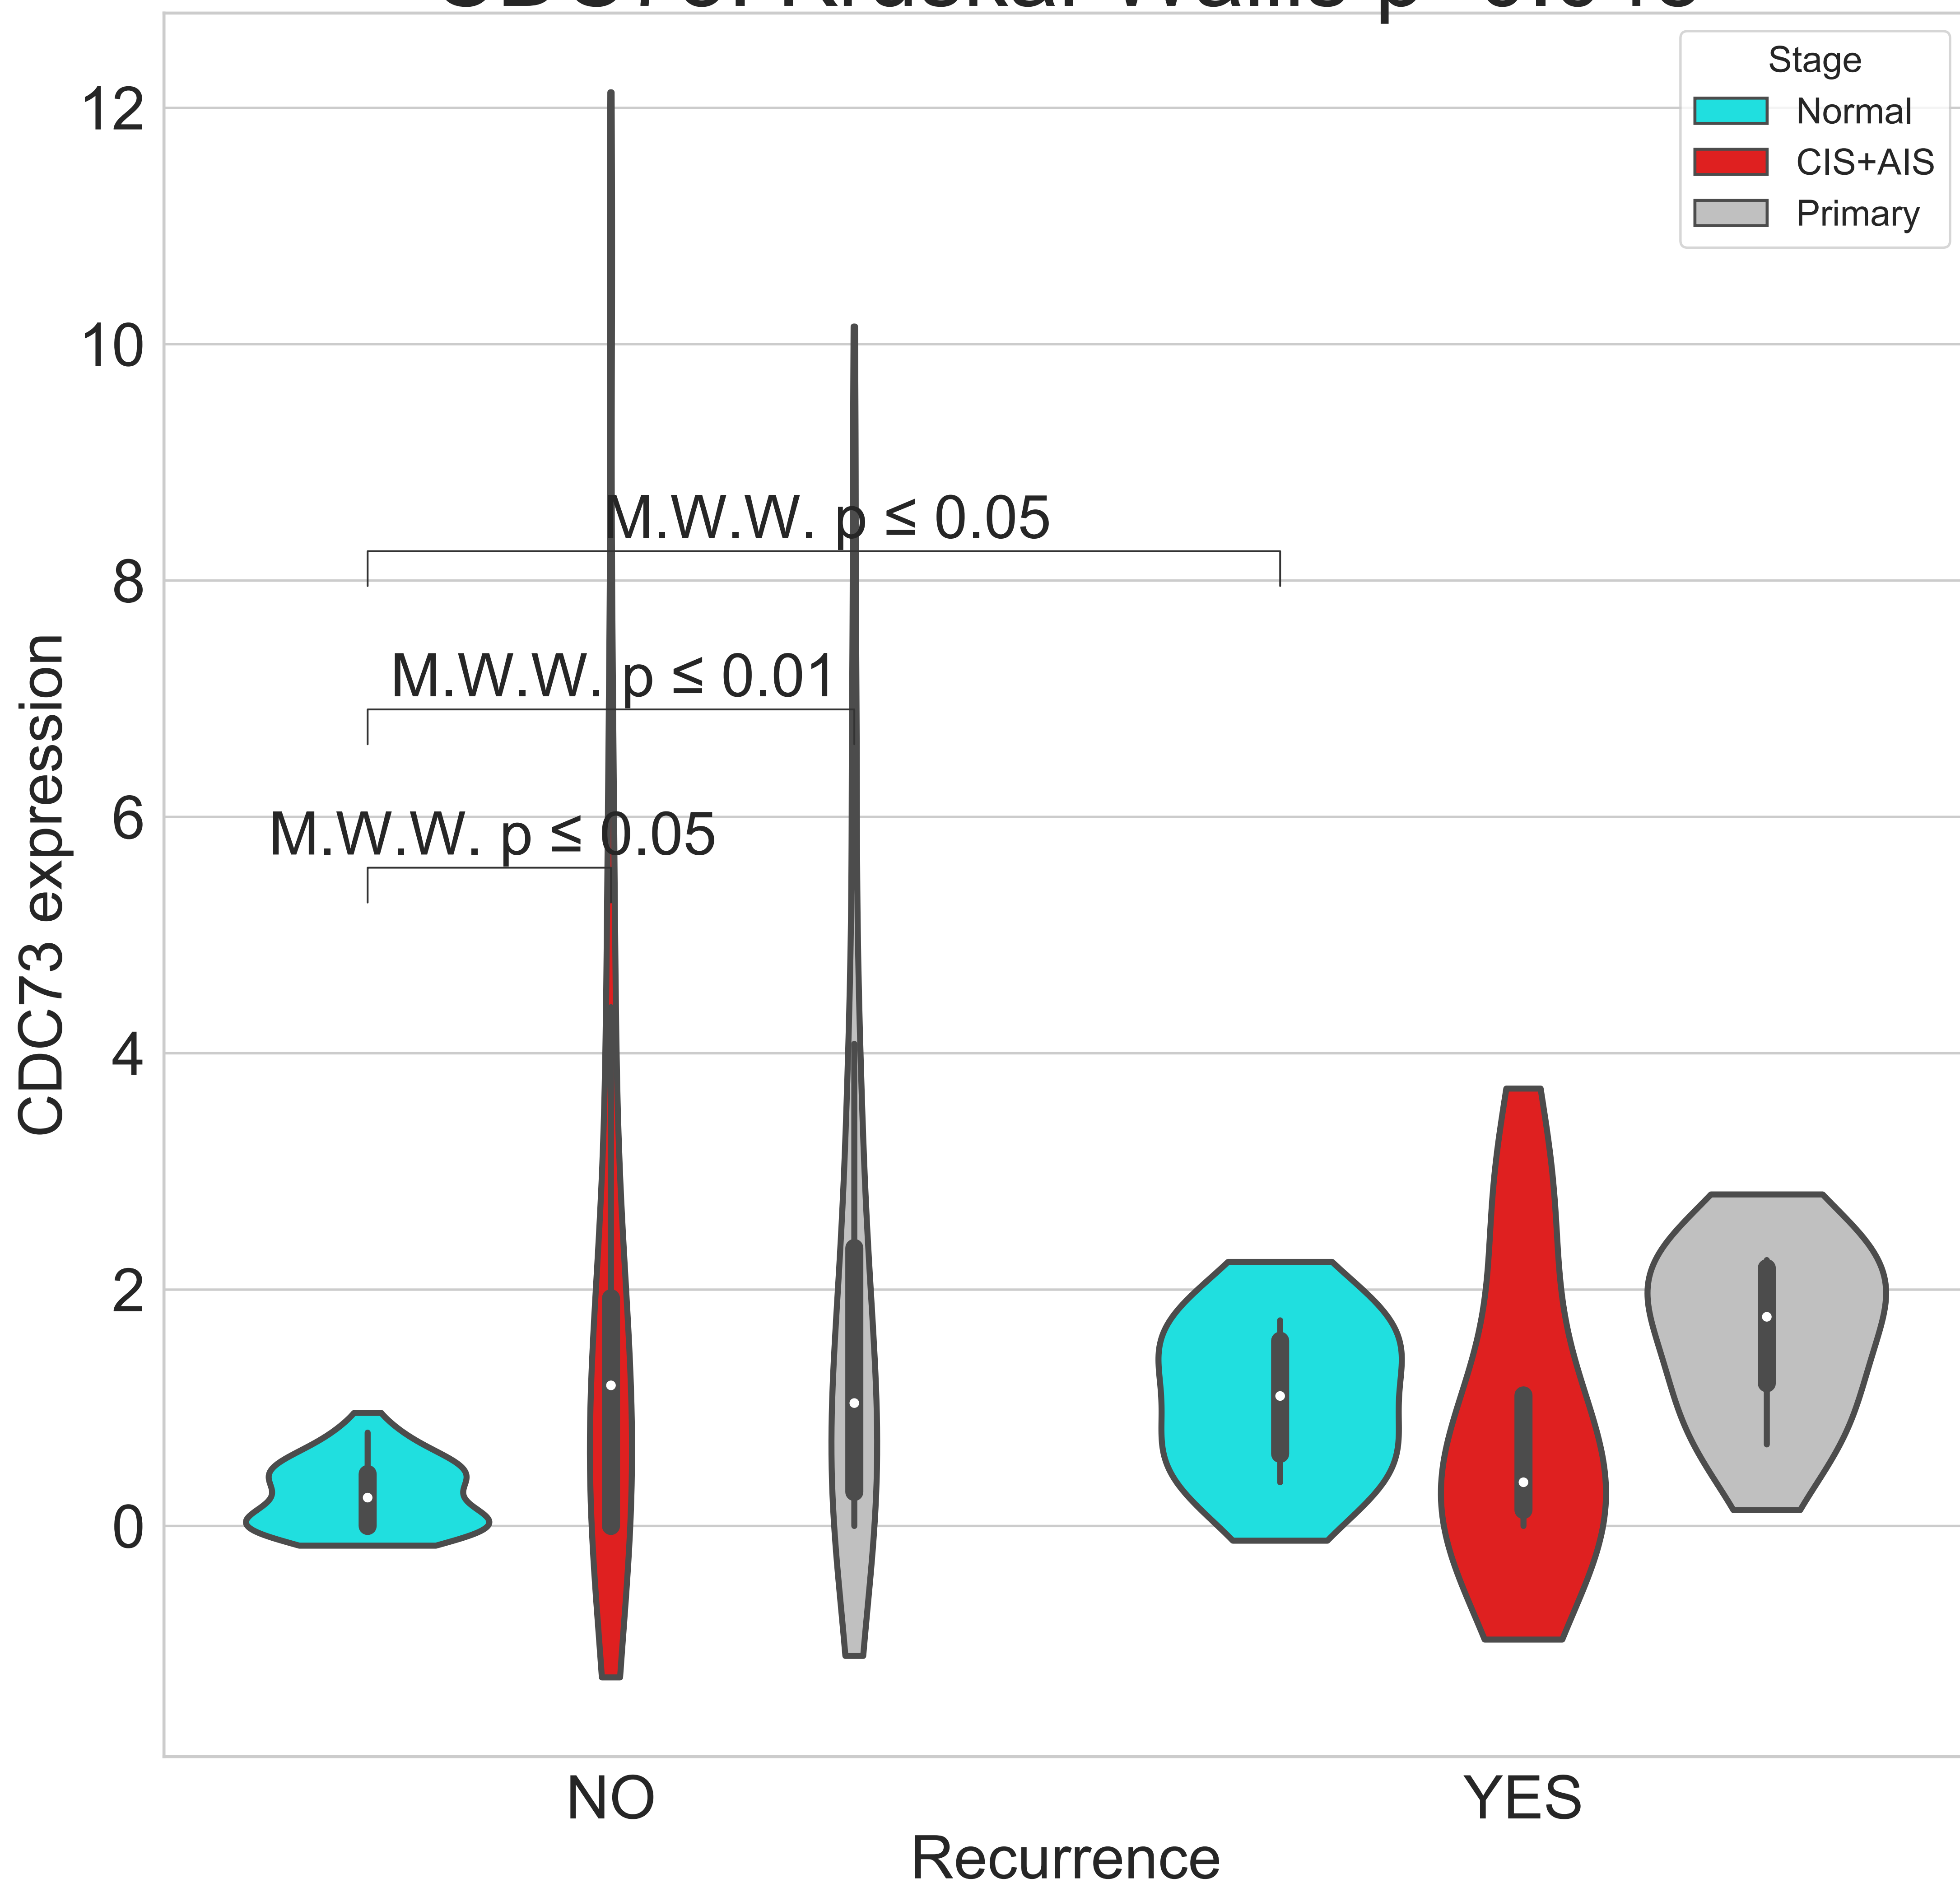 12
10
8
6
4
2
0
CDC73 expression
Stage
Normal
CIS+AIS
Primary
M.W.W. p ≤ 0.05
M.W.W. p ≤ 0.01
M.W.W. p ≤ 0.05
NO
YES
Recurrence